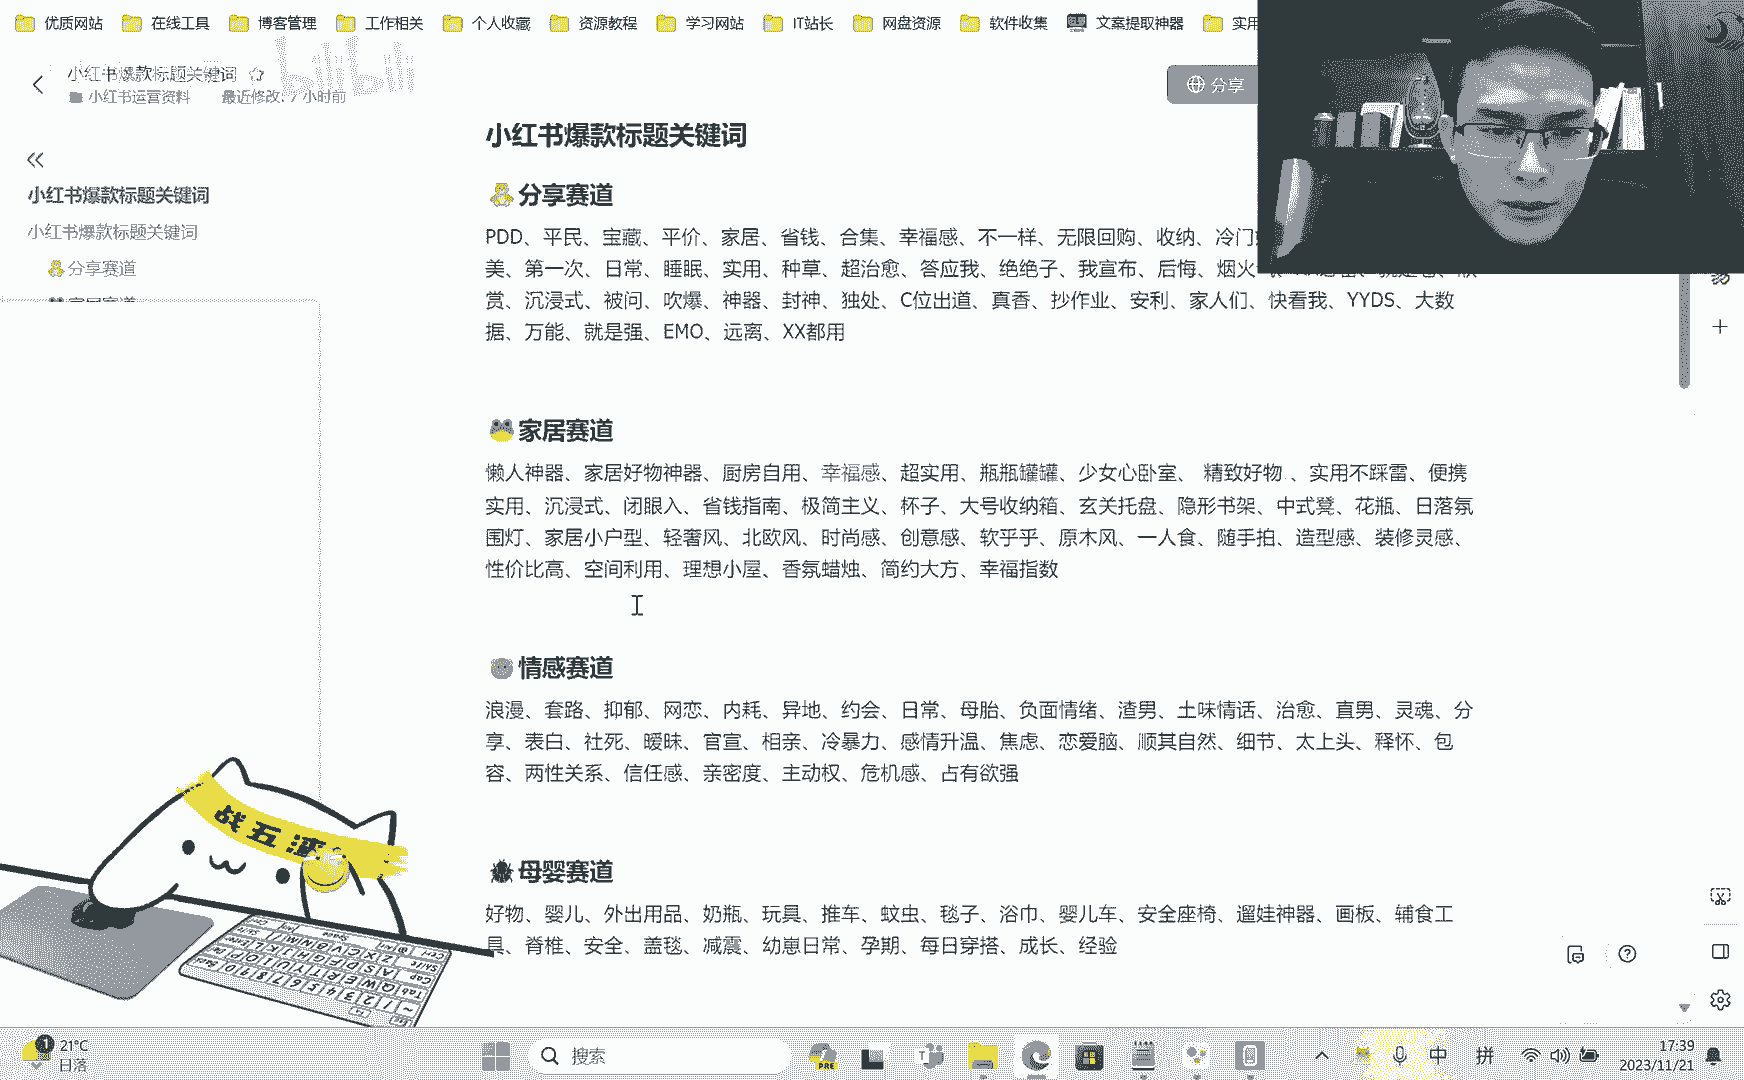 优质网站 在线工具 博客管理 工作相关 个人收藏 资源教程 学习网站 IT站长 网盘资源 软件收集 文案提取神器 实用
小红书爆款标题关键词
bilibili
小红书运营资料 最近修改: 7 小时前
分享
小红书爆款标题关键词
小红书爆款标题关键词
小红书爆款标题关键词
分享赛道
家居赛道
分享赛道
PDD、平民、宝藏、平价、家居、省钱、合集、幸福感、不一样、无限回购、收纳、冷门
美、第一次、日常、睡眠、实用、种草、超治愈、答应我、绝绝子、我宣布、后悔、烟火
赏、沉浸式、被问、吹爆、神器、封神、独处、C位出道、真香、抄作业、安利、家人们、快看我、YYDS、大数
据、万能、就是强、EMO、远离、XX都用
家居赛道
懒人神器、家居好物神器、厨房自用、幸福感、超实用、瓶瓶罐罐、少女心卧室、 精致好物 、实用不踩雷、便携
实用、沉浸式、闭眼入、省钱指南、极简主义、杯子、大号收纳箱、玄关托盘、隐形书架、中式凳、花瓶、日落氛
围灯、家居小户型、轻奢风、北欧风、时尚感、创意感、软乎乎、原木风、一人食、随手拍、造型感、装修灵感、
性价比高、空间利用、理想小屋、香氛蜡烛、简约大方、幸福指数
情感赛道
浪漫、套路、抑郁、网恋、内耗、异地、约会、日常、母胎、负面情绪、渣男、土味情话、治愈、直男、灵魂、分
享、表白、社死、暧昧、官宣、相亲、冷暴力、感情升温、焦虑、恋爱脑、顺其自然、细节、太上头、释怀、包
容、两性关系、信任感、亲密度、主动权、危机感、占有欲强
母婴赛道
好物、婴儿、外出用品、奶瓶、玩具、推车、蚊虫、毯子、浴巾、婴儿车、安全座椅、遛娃神器、画板、辅食工
具、脊椎、安全、盖毯、减震、幼崽日常、孕期、每日穿搭、成长、经验
战五渣
1
21°C
日落
搜索
PRE
中 拼
17:39
2023/11/21